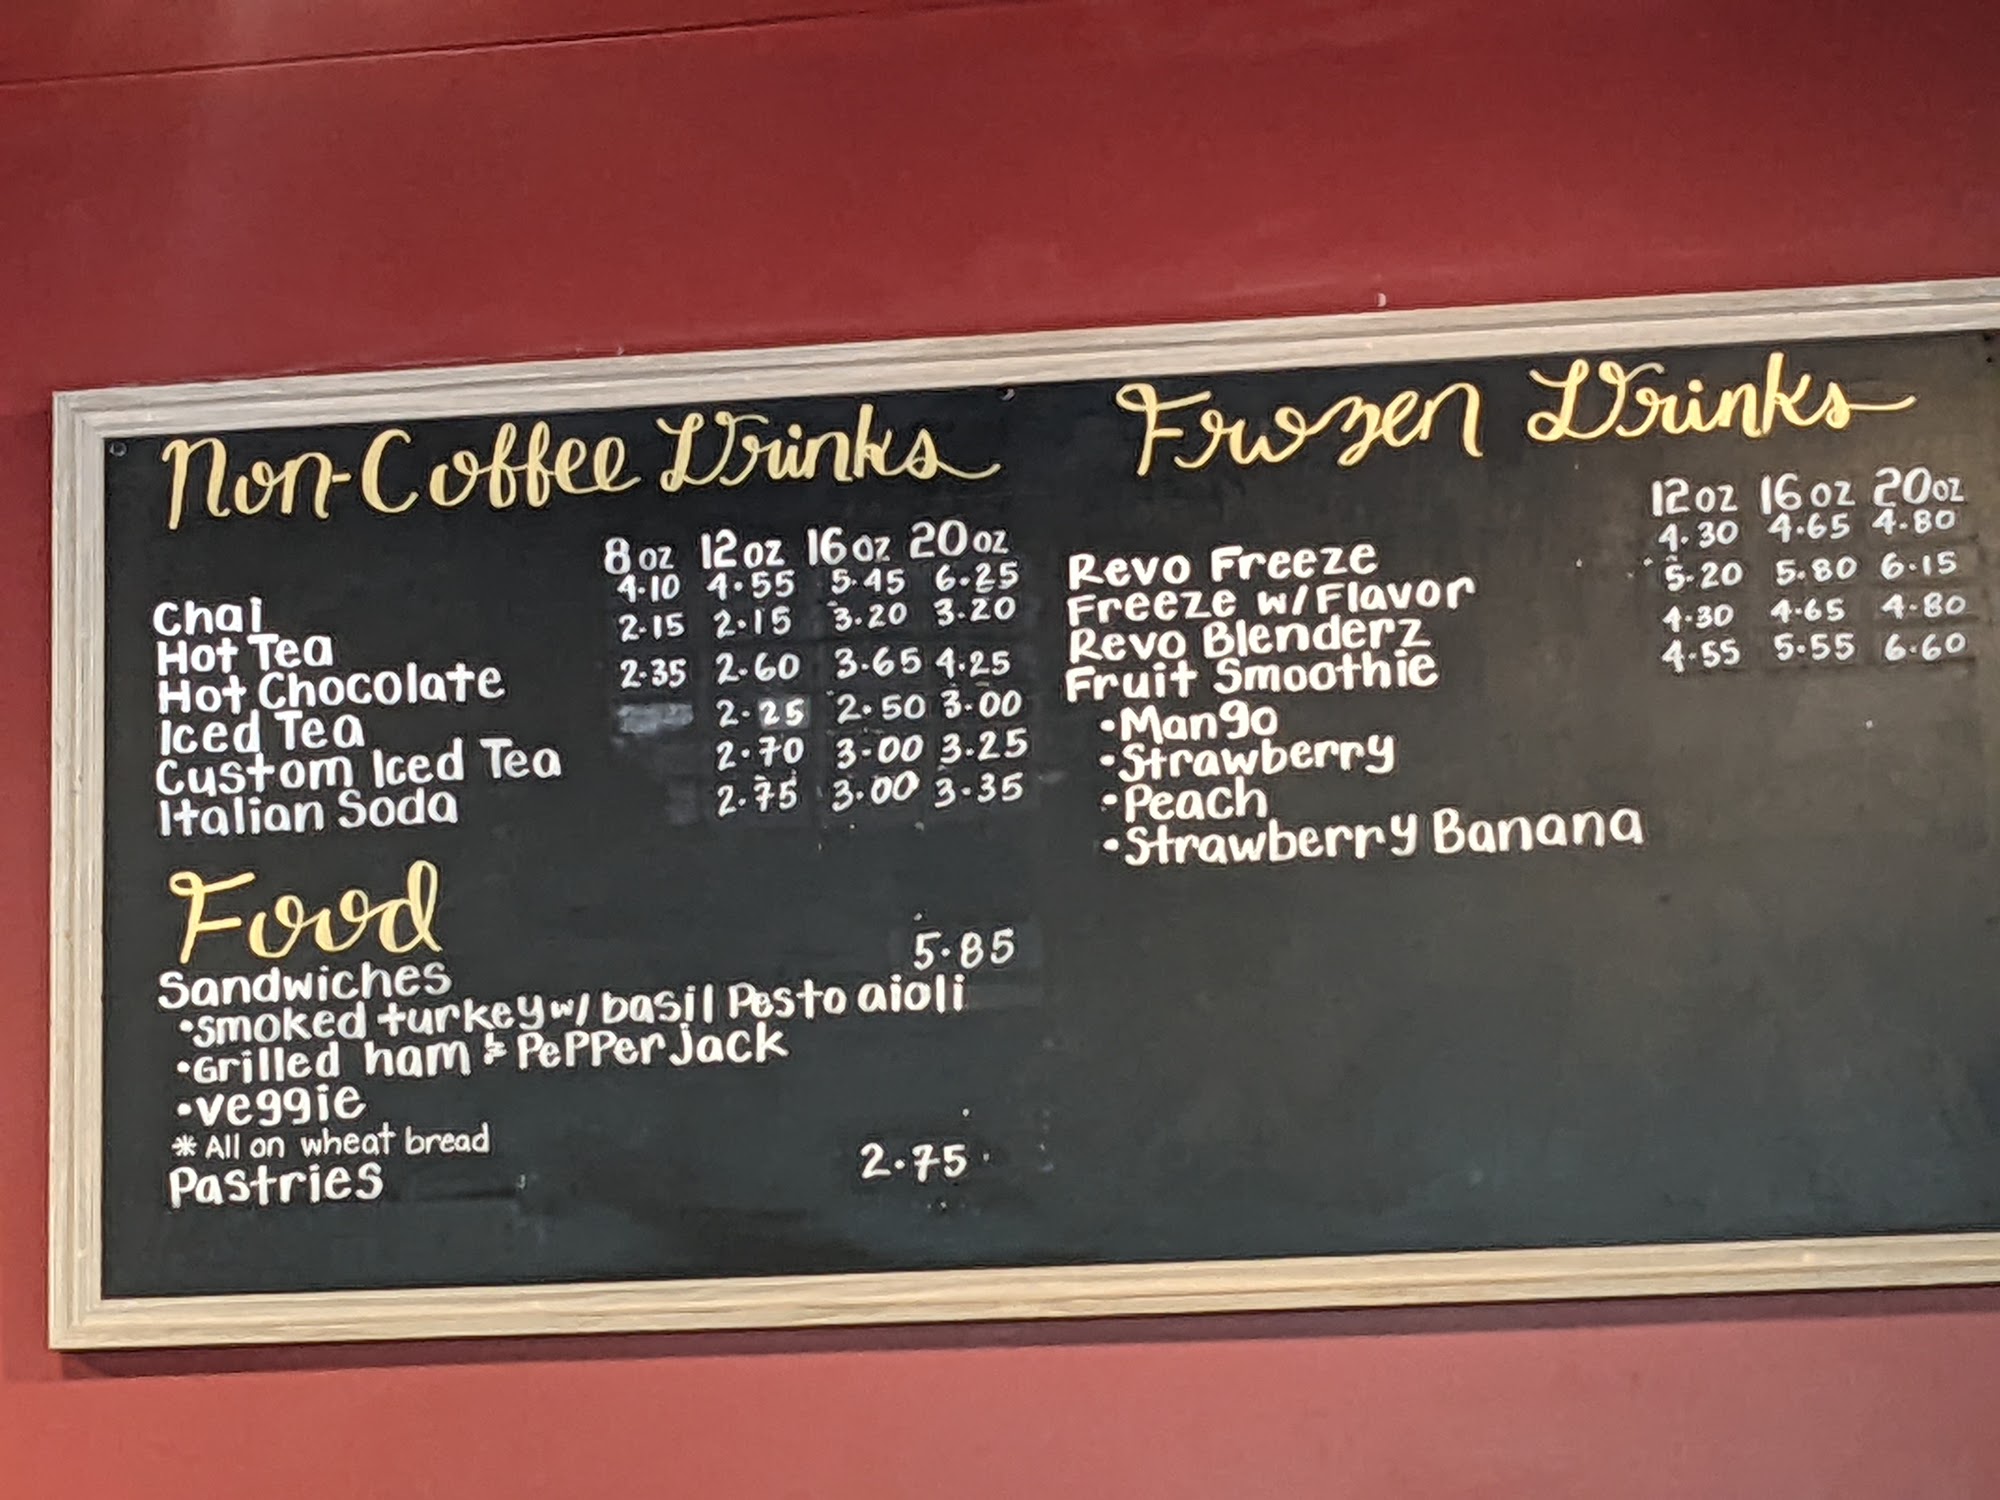 Non-Coffee Drinks
8oz 12oz 16oz 20oz
Chai 4.10 4.55 5.45 6.25
Hot Tea 2.15 2.15 3.20 3.20
Hot Chocolate 2.35 2.60 3.65 4.25
Iced Tea 2.25 2.50 3.00
Custom Iced Tea 2.70 3.00 3.25
Italian Soda 2.75 3.00 3.35
Food
Sandwiches 5.85
•smoked turkey w/ basil Pesto aioli
•Grilled ham & PePPer Jack
•veggie
*All on wheat bread
Pastries 2.75
Frozen Drinks
12oz 16oz 20oz
Revo Freeze 4.30 4.65 4.80
Freeze w/Flavor 5.20 5.80 6.15
Revo Blenderz 4.30 4.65 4.80
Fruit Smoothie 4.55 5.55 6.60
•Mango
•Strawberry
•Peach
•Strawberry Banana